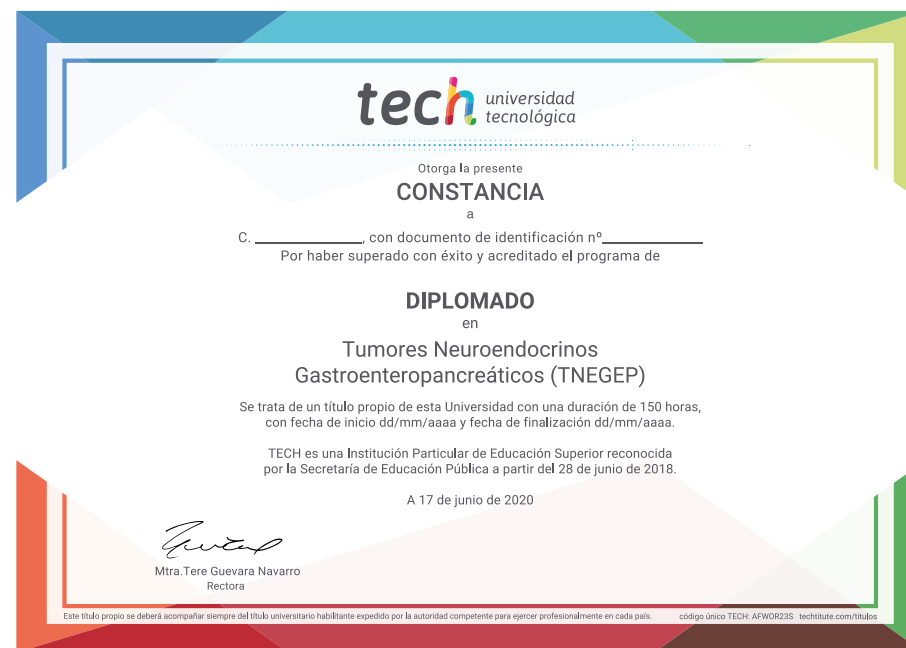 tech universidad
tecnológica
Otorga la presente
CONSTANCIA
a
C. ____________, con documento de identificación nº____________
Por haber superado con éxito y acreditado el programa de
DIPLOMADO
en
Tumores Neuroendocrinos
Gastroenteropancreáticos (TNEGEP)
Se trata de un título propio de esta Universidad con una duración de 150 horas,
con fecha de inicio dd/mm/aaaa y fecha de finalización dd/mm/aaaa.
TECH es una Institución Particular de Educación Superior reconocida
por la Secretaría de Educación Pública a partir del 28 de junio de 2018.
A 17 de junio de 2020
Mtra.Tere Guevara Navarro
Rectora
Este título propio se deberá acompañar siempre del título universitario habilitante expedido por la autoridad competente para ejercer profesionalmente en cada país. código único TECH: AFWOR23S techtitute.com/titulos